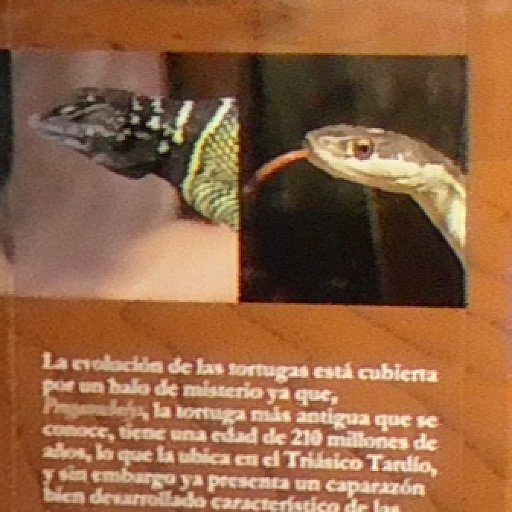 La evolución de las tortugas está cubierta
por un halo de misterio ya que,
la tortuga más antigua que se
conoce, tiene una edad de 210 millones de
años, lo que la ubica en el Triásico Tardío,
y sin embargo ya presenta un caparazón
bien desarrollado característico de las